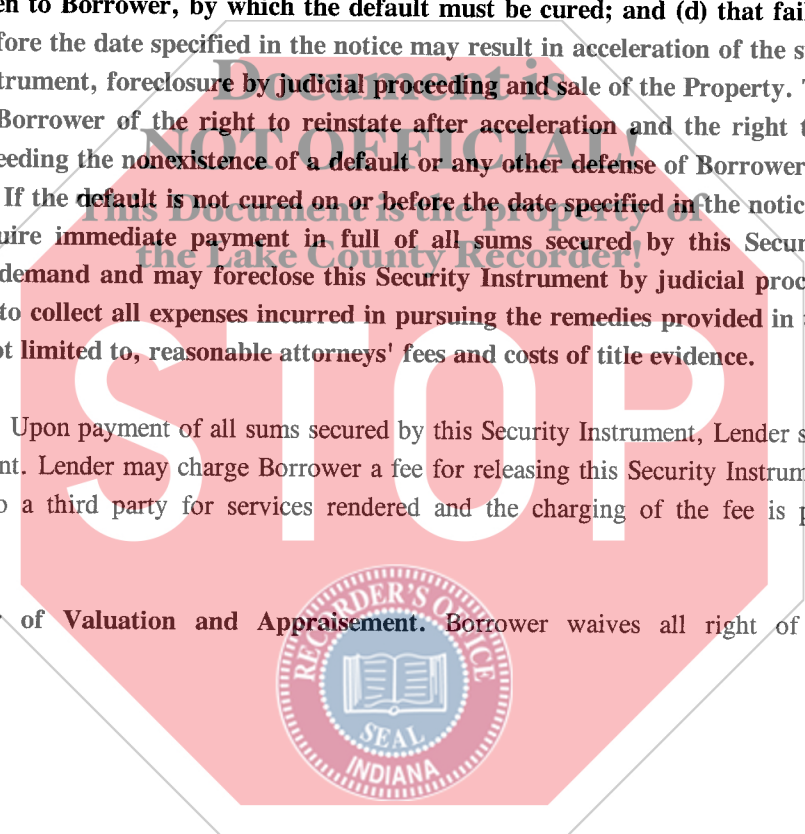 en to Borrower, by which the default must be cured; and (d) that fail
fore the date specified in the notice may result in acceleration of the s
Document is
trument, foreclosure by judicial proceeding and sale of the Property. T
Borrower of the right to reinstate after acceleration and the right t
NOT OFFICIAL!
eeding the nonexistence of a default or any other defense of Borrower
If the default is not cured on or before the date specified in the notic
This Document is the property of
uire immediate payment in full of all sums secured by this Secur
the Lake County Recorder!
demand and may foreclose this Security Instrument by judicial proc
to collect all expenses incurred in pursuing the remedies provided in
ot limited to, reasonable attorneys' fees and costs of title evidence.
STOP
Upon payment of all sums secured by this Security Instrument, Lender s
nt. Lender may charge Borrower a fee for releasing this Security Instrum
o a third party for services rendered and the charging of the fee is p
of Valuation and Appraisement. Borrower waives all right of
RECORDER'S OFFICE
SEAL
INDIANA